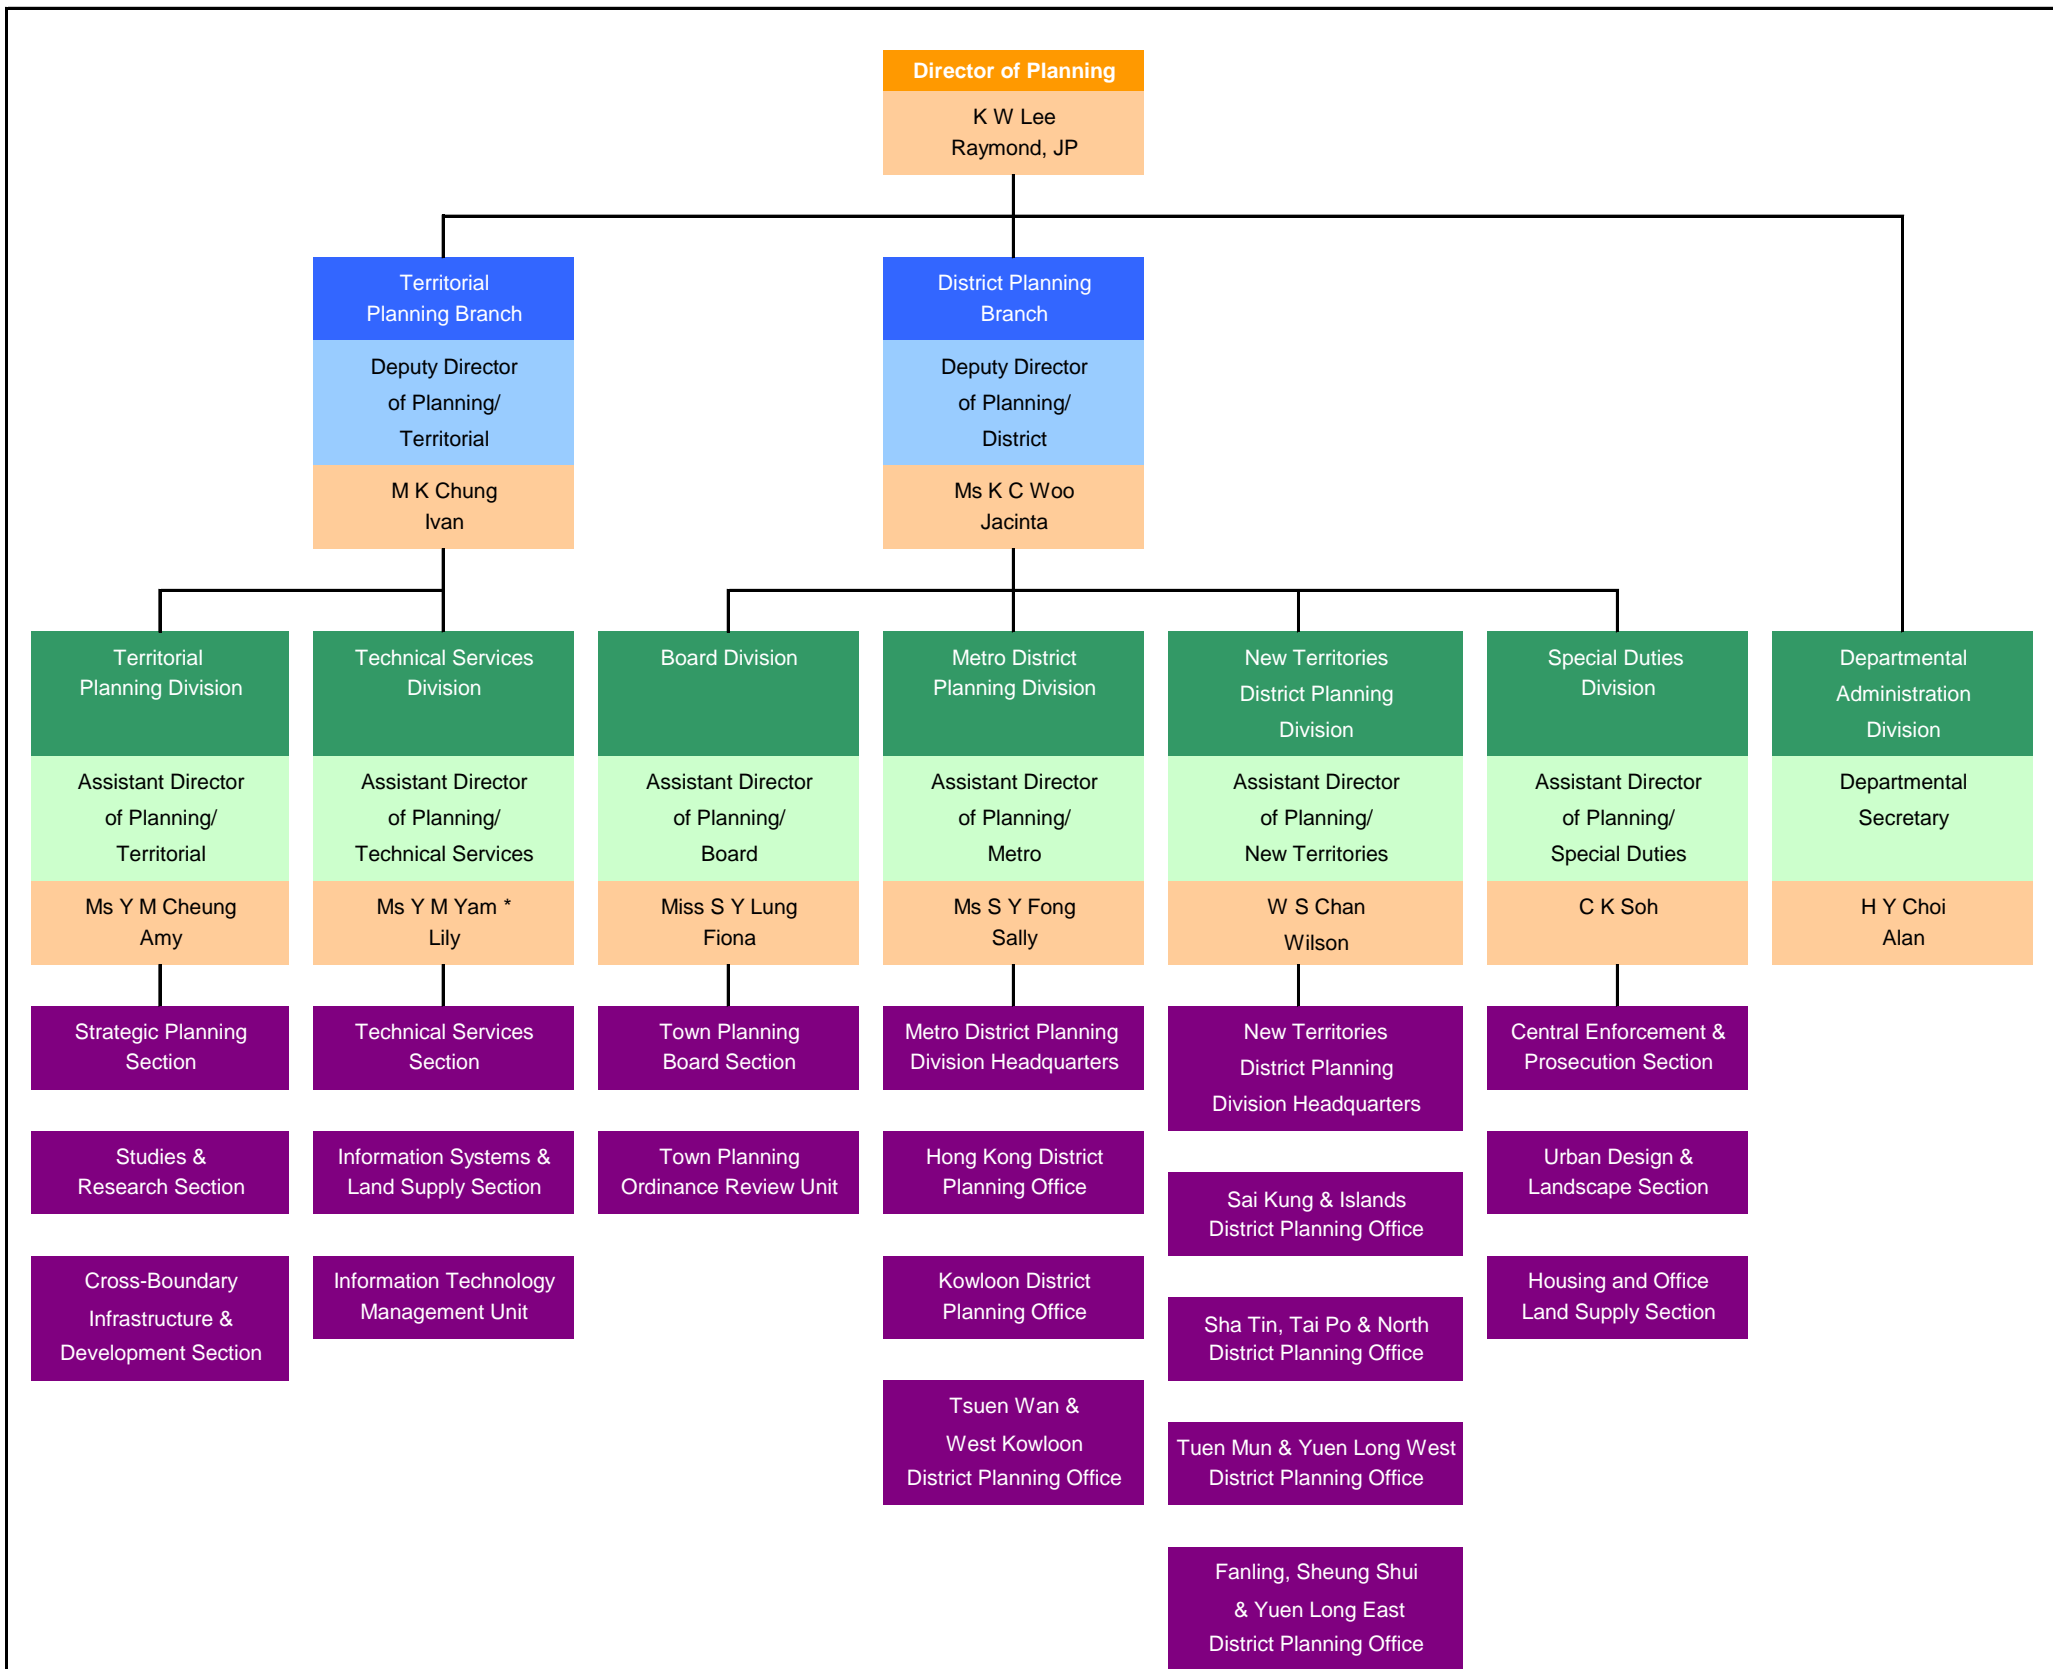 Director of Planning
K W Lee
Raymond, JP
Territorial
Planning Branch
Deputy Director
of Planning/
Territorial
M K Chung
Ivan
District Planning
Branch
Deputy Director
of Planning/
District
Ms K C Woo
Jacinta
Territorial
Planning Division
Assistant Director
of Planning/
Territorial
Ms Y M Cheung
Amy
Strategic Planning
Section
Studies &
Research Section
Cross-Boundary
Infrastructure &
Development Section
Technical Services
Division
Assistant Director
of Planning/
Technical Services
Ms Y M Yam *
Lily
Technical Services
Section
Information Systems &
Land Supply Section
Information Technology
Management Unit
Board Division
Assistant Director
of Planning/
Board
Miss S Y Lung
Fiona
Town Planning
Board Section
Town Planning
Ordinance Review Unit
Metro District
Planning Division
Assistant Director
of Planning/
Metro
Ms S Y Fong
Sally
Metro District Planning
Division Headquarters
Hong Kong District
Planning Office
Kowloon District
Planning Office
Tsuen Wan &
West Kowloon
District Planning Office
New Territories
District Planning
Division
Assistant Director
of Planning/
New Territories
W S Chan
Wilson
New Territories
District Planning
Division Headquarters
Sai Kung & Islands
District Planning Office
Sha Tin, Tai Po & North
District Planning Office
Tuen Mun & Yuen Long West
District Planning Office
Fanling, Sheung Shui
& Yuen Long East
District Planning Office
Special Duties
Division
Assistant Director
of Planning/
Special Duties
C K Soh
Central Enforcement &
Prosecution Section
Urban Design &
Landscape Section
Housing and Office
Land Supply Section
Departmental
Administration
Division
Departmental
Secretary
H Y Choi
Alan